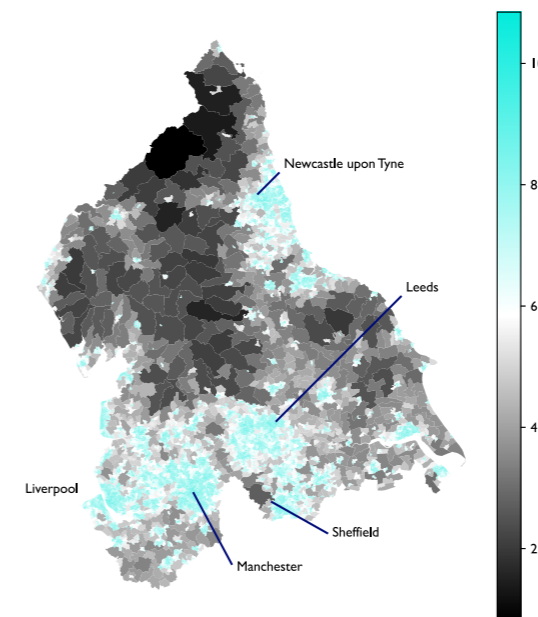 Newcastle upon Tyne
Leeds
Liverpool
Sheffield
Manchester
8
6
4
2